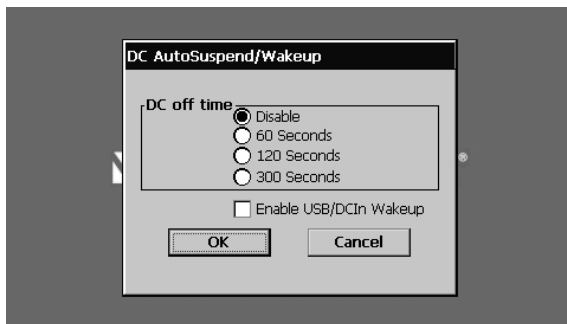 DC AutoSuspend/Wakeup
DC off time
Disable
60 Seconds
120 Seconds
300 Seconds
Enable USB/DCIn Wakeup
OK
Cancel
®